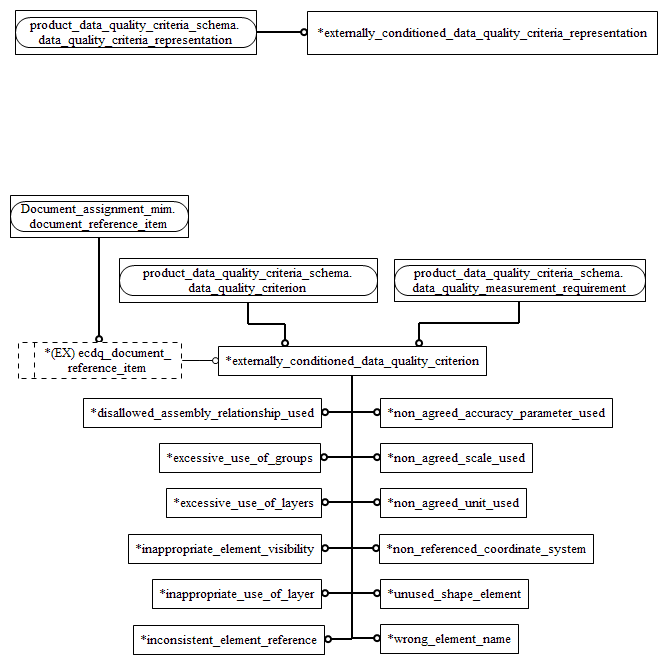 product_data_quality_criteria_schema.
data_quality_criteria_representation
*externally_conditioned_data_quality_criteria_representation
Document_assignment_mim.
document_reference_item
product_data_quality_criteria_schema.
data_quality_criterion
product_data_quality_criteria_schema.
data_quality_measurement_requirement
*(EX) ecdq_document_
reference_item
*externally_conditioned_data_quality_criterion
*disallowed_assembly_relationship_used
*non_agreed_accuracy_parameter_used
*excessive_use_of_groups
*non_agreed_scale_used
*excessive_use_of_layers
*non_agreed_unit_used
*inappropriate_element_visibility
*non_referenced_coordinate_system
*inappropriate_use_of_layer
*unused_shape_element
*inconsistent_element_reference
*wrong_element_name